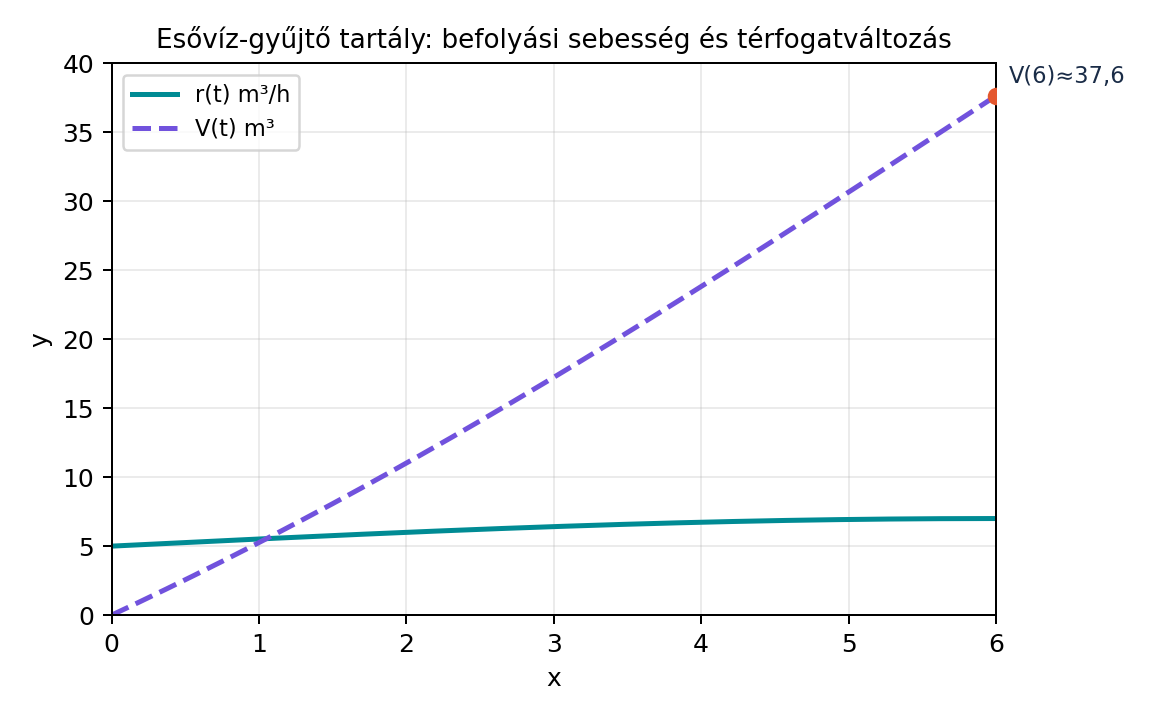 Esővíz-gyűjtő tartály: befolyási sebesség és térfogatváltozás
V(6)≈37,6
r(t) m³/h
V(t) m³
40
35
30
25
20
15
10
5
0
y
0 1 2 3 4 5 6
x